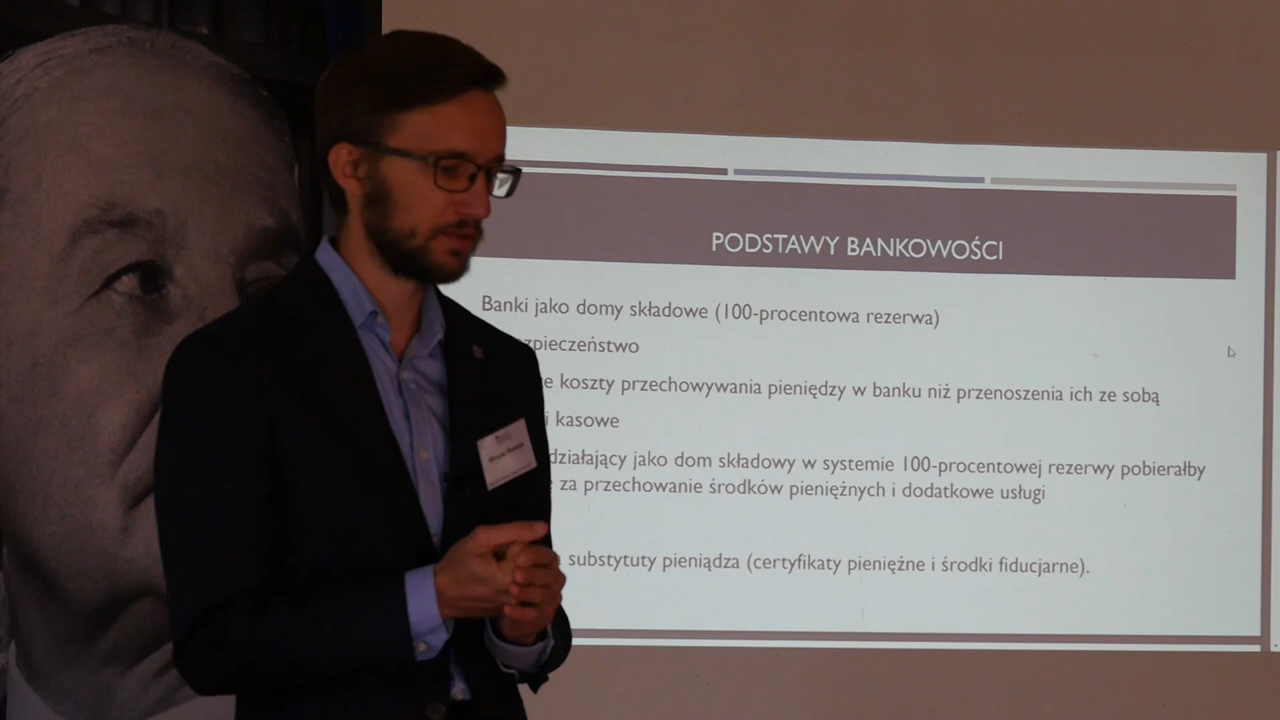 PODSTAWY BANKOWOŚCI
Banki jako domy składowe (100-procentowa rezerwa)
zpieczeństwo
e koszty przechowywania pieniędzy w banku niż przenoszenia ich ze sobą
i kasowe
działający jako dom składowy w systemie 100-procentowej rezerwy pobierałby
za przechowanie środków pieniężnych i dodatkowe usługi
substytuty pieniądza (certyfikaty pieniężne i środki fiducjarne).